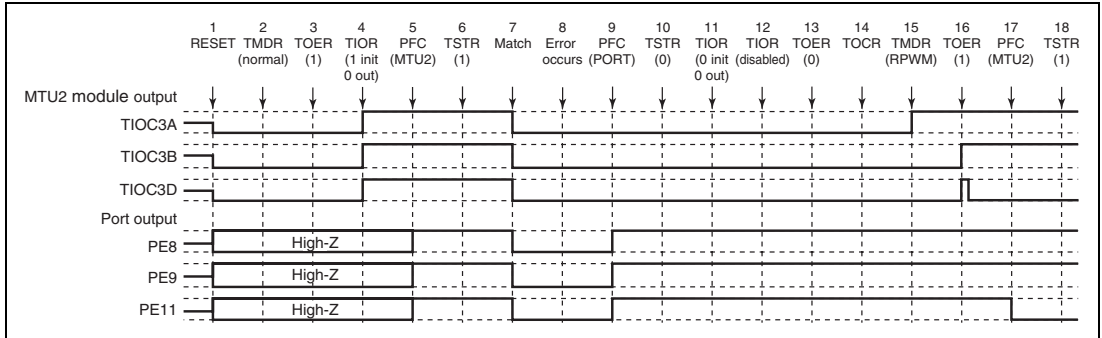 1 2 3 4 5 6 7 8 9 10 11 12 13 14 15 16 17 18
RESET TMDR TOER TIOR PFC TSTR Match Error PFC TSTR TIOR TIOR TOER TOCR TMDR TOER PFC TSTR
(normal) (1) (1 init (MTU2) (1) occurs (PORT) (0) (0 init (disabled) (0) (RPWM) (1) (MTU2) (1)
0 out) 0 out)
MTU2 module output
TIOC3A
TIOC3B
TIOC3D
Port output
PE8 High-Z
PE9 High-Z
PE11 High-Z